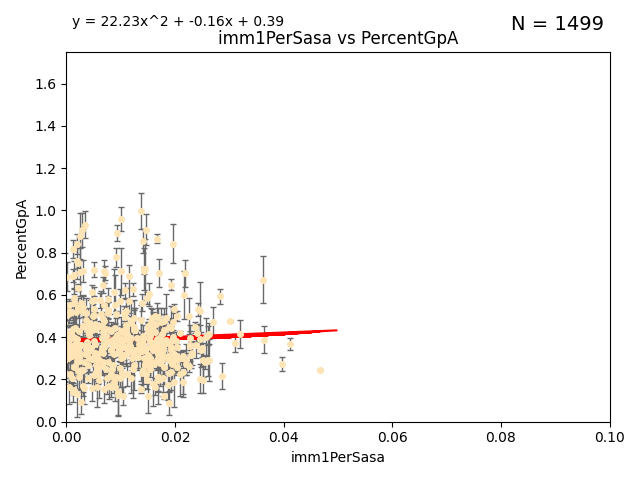 y = 22.23x^2 + -0.16x + 0.39
N = 1499
imm1PerSasa vs PercentGpA
PercentGpA
1.6
1.4
1.2
1.0
0.8
0.6
0.4
0.2
0.0
0.00 0.02 0.04 0.06 0.08 0.10
imm1PerSasa